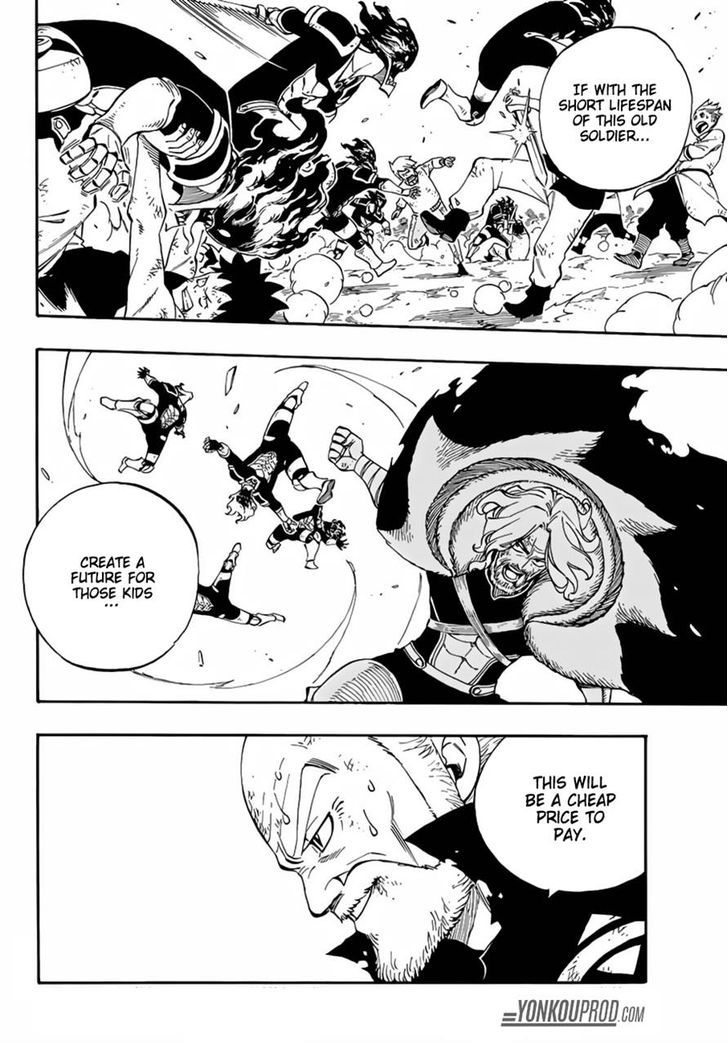 IF WITH THE
SHORT LIFESPAN
OF THIS OLD
SOLDIER...
CREATE A
FUTURE FOR
THOSE KIDS
...
THIS WILL
BE A CHEAP
PRICE TO
PAY.
=YONKOUPROD.COM